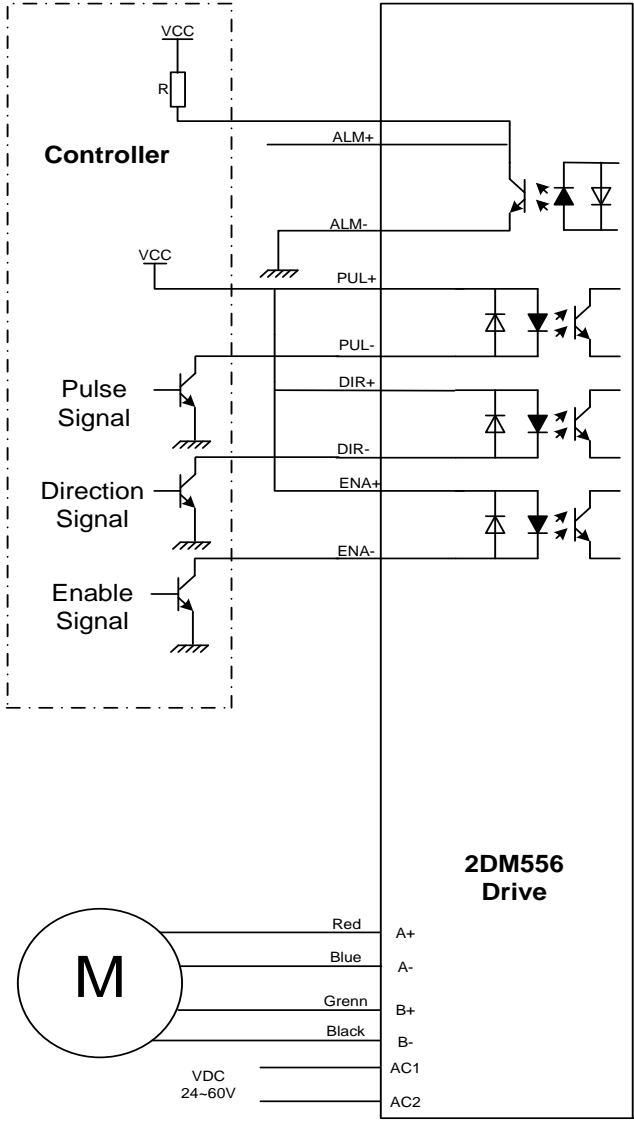 VCC
R
ALM+
Controller
ALM-
VCC
PUL+
PUL-
Pulse
Signal
DIR+
DIR-
Direction
Signal
ENA+
ENA-
Enable
Signal
2DM556
Drive
Red
A+
Blue
A-
M
Grenn
B+
Black
B-
AC1
VDC
24~60V
AC2